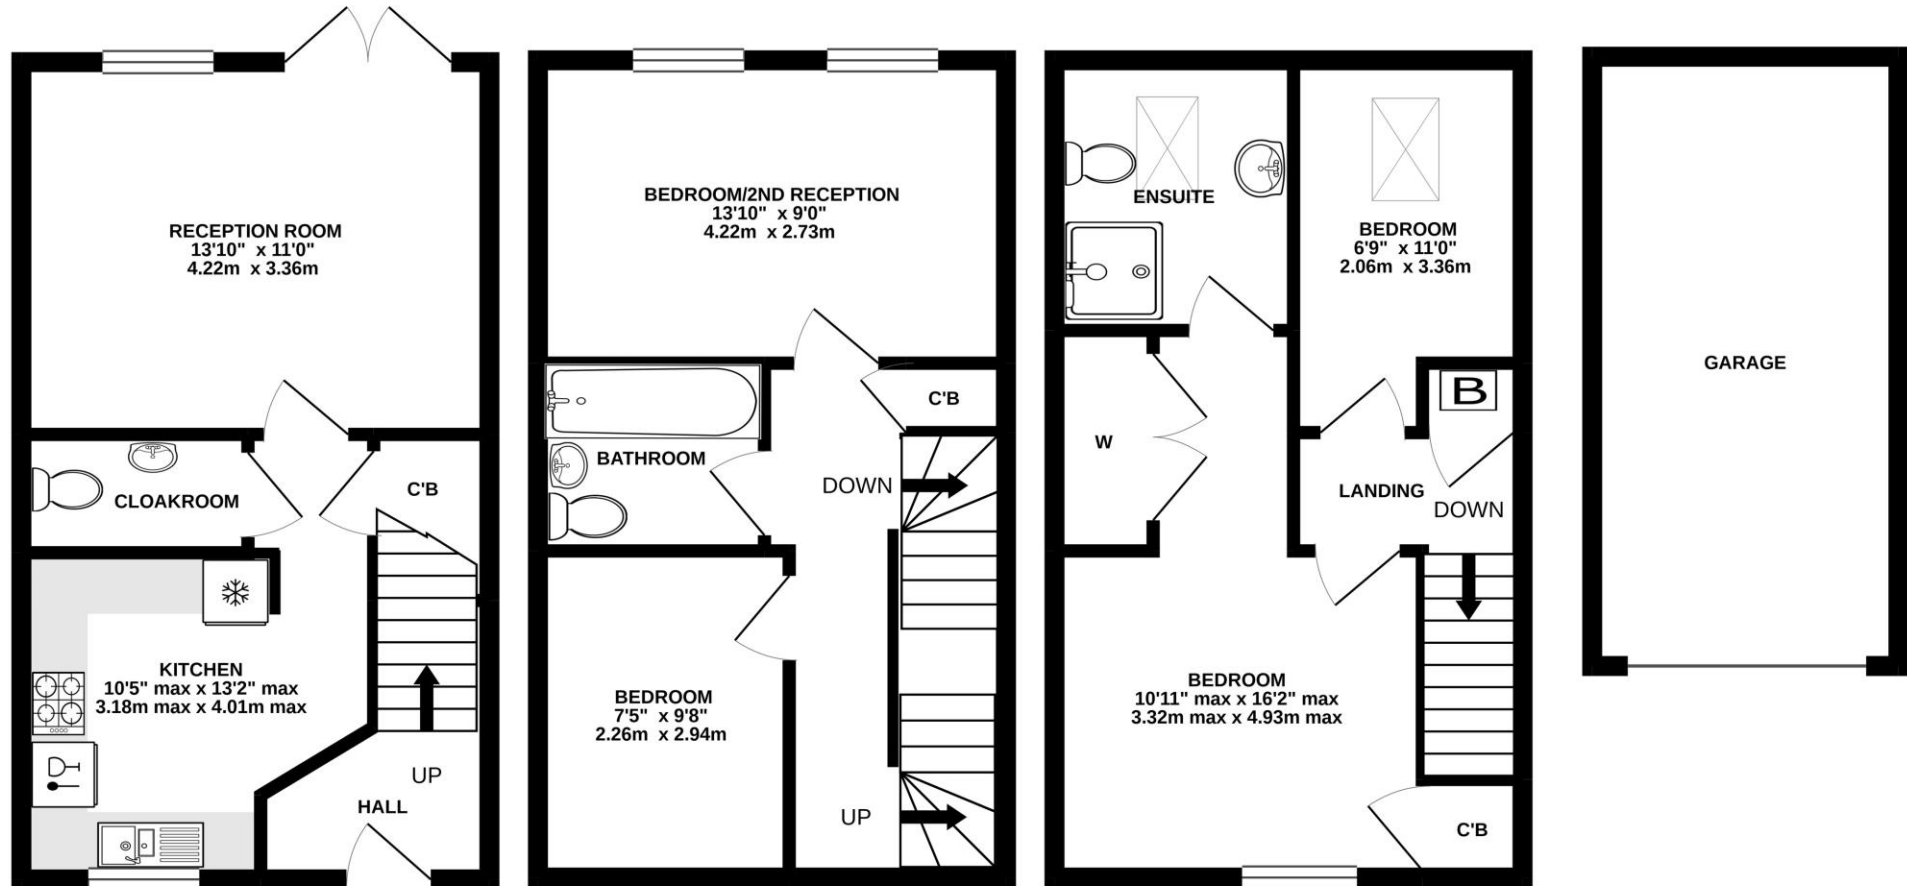 RECEPTION ROOM
13'10" x 11'0"
4.22m x 3.36m
CLOAKROOM
C'B
KITCHEN
10'5" max x 13'2" max
3.18m max x 4.01m max
UP
HALL
BEDROOM/2ND RECEPTION
13'10" x 9'0"
4.22m x 2.73m
C'B
BATHROOM
DOWN
BEDROOM
7'5" x 9'8"
2.26m x 2.94m
UP
ENSUITE
BEDROOM
6'9" x 11'0"
2.06m x 3.36m
B
W
LANDING
DOWN
BEDROOM
10'11" max x 16'2" max
3.32m max x 4.93m max
C'B
GARAGE